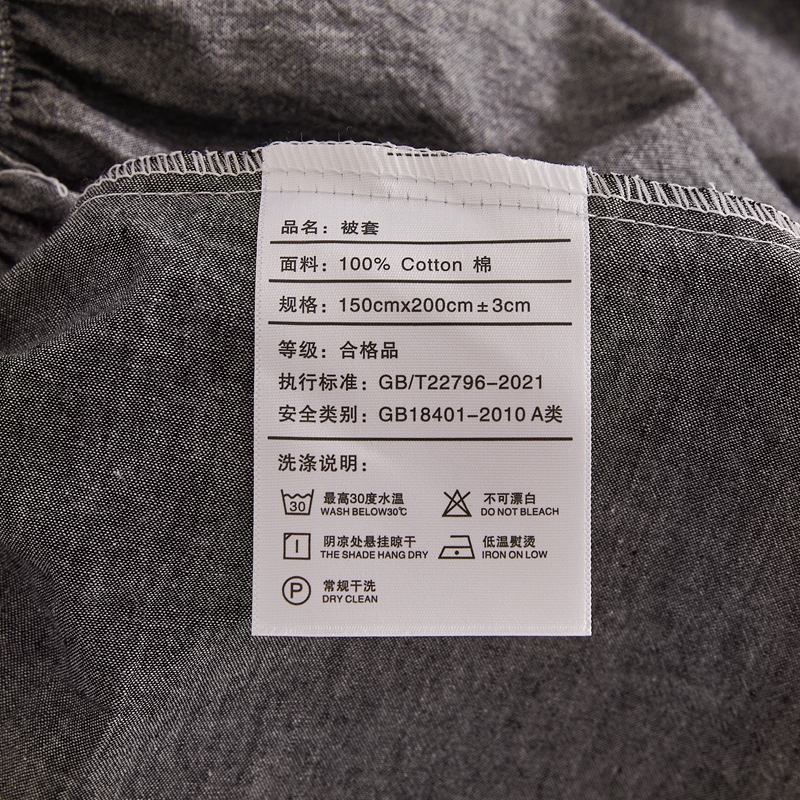 品名：被套
面料：100% Cotton 棉
规格：150cmx200cm±3cm
等级：合格品
执行标准：GB/T22796-2021
安全类别：GB18401-2010 A类
洗涤说明：
30 最高30度水温 不可漂白
WASH BELOW30℃ DO NOT BLEACH
阴凉处悬挂晾干 低温熨烫
THE SHADE HANG DRY IRON ON LOW
P 常规干洗
DRY CLEAN